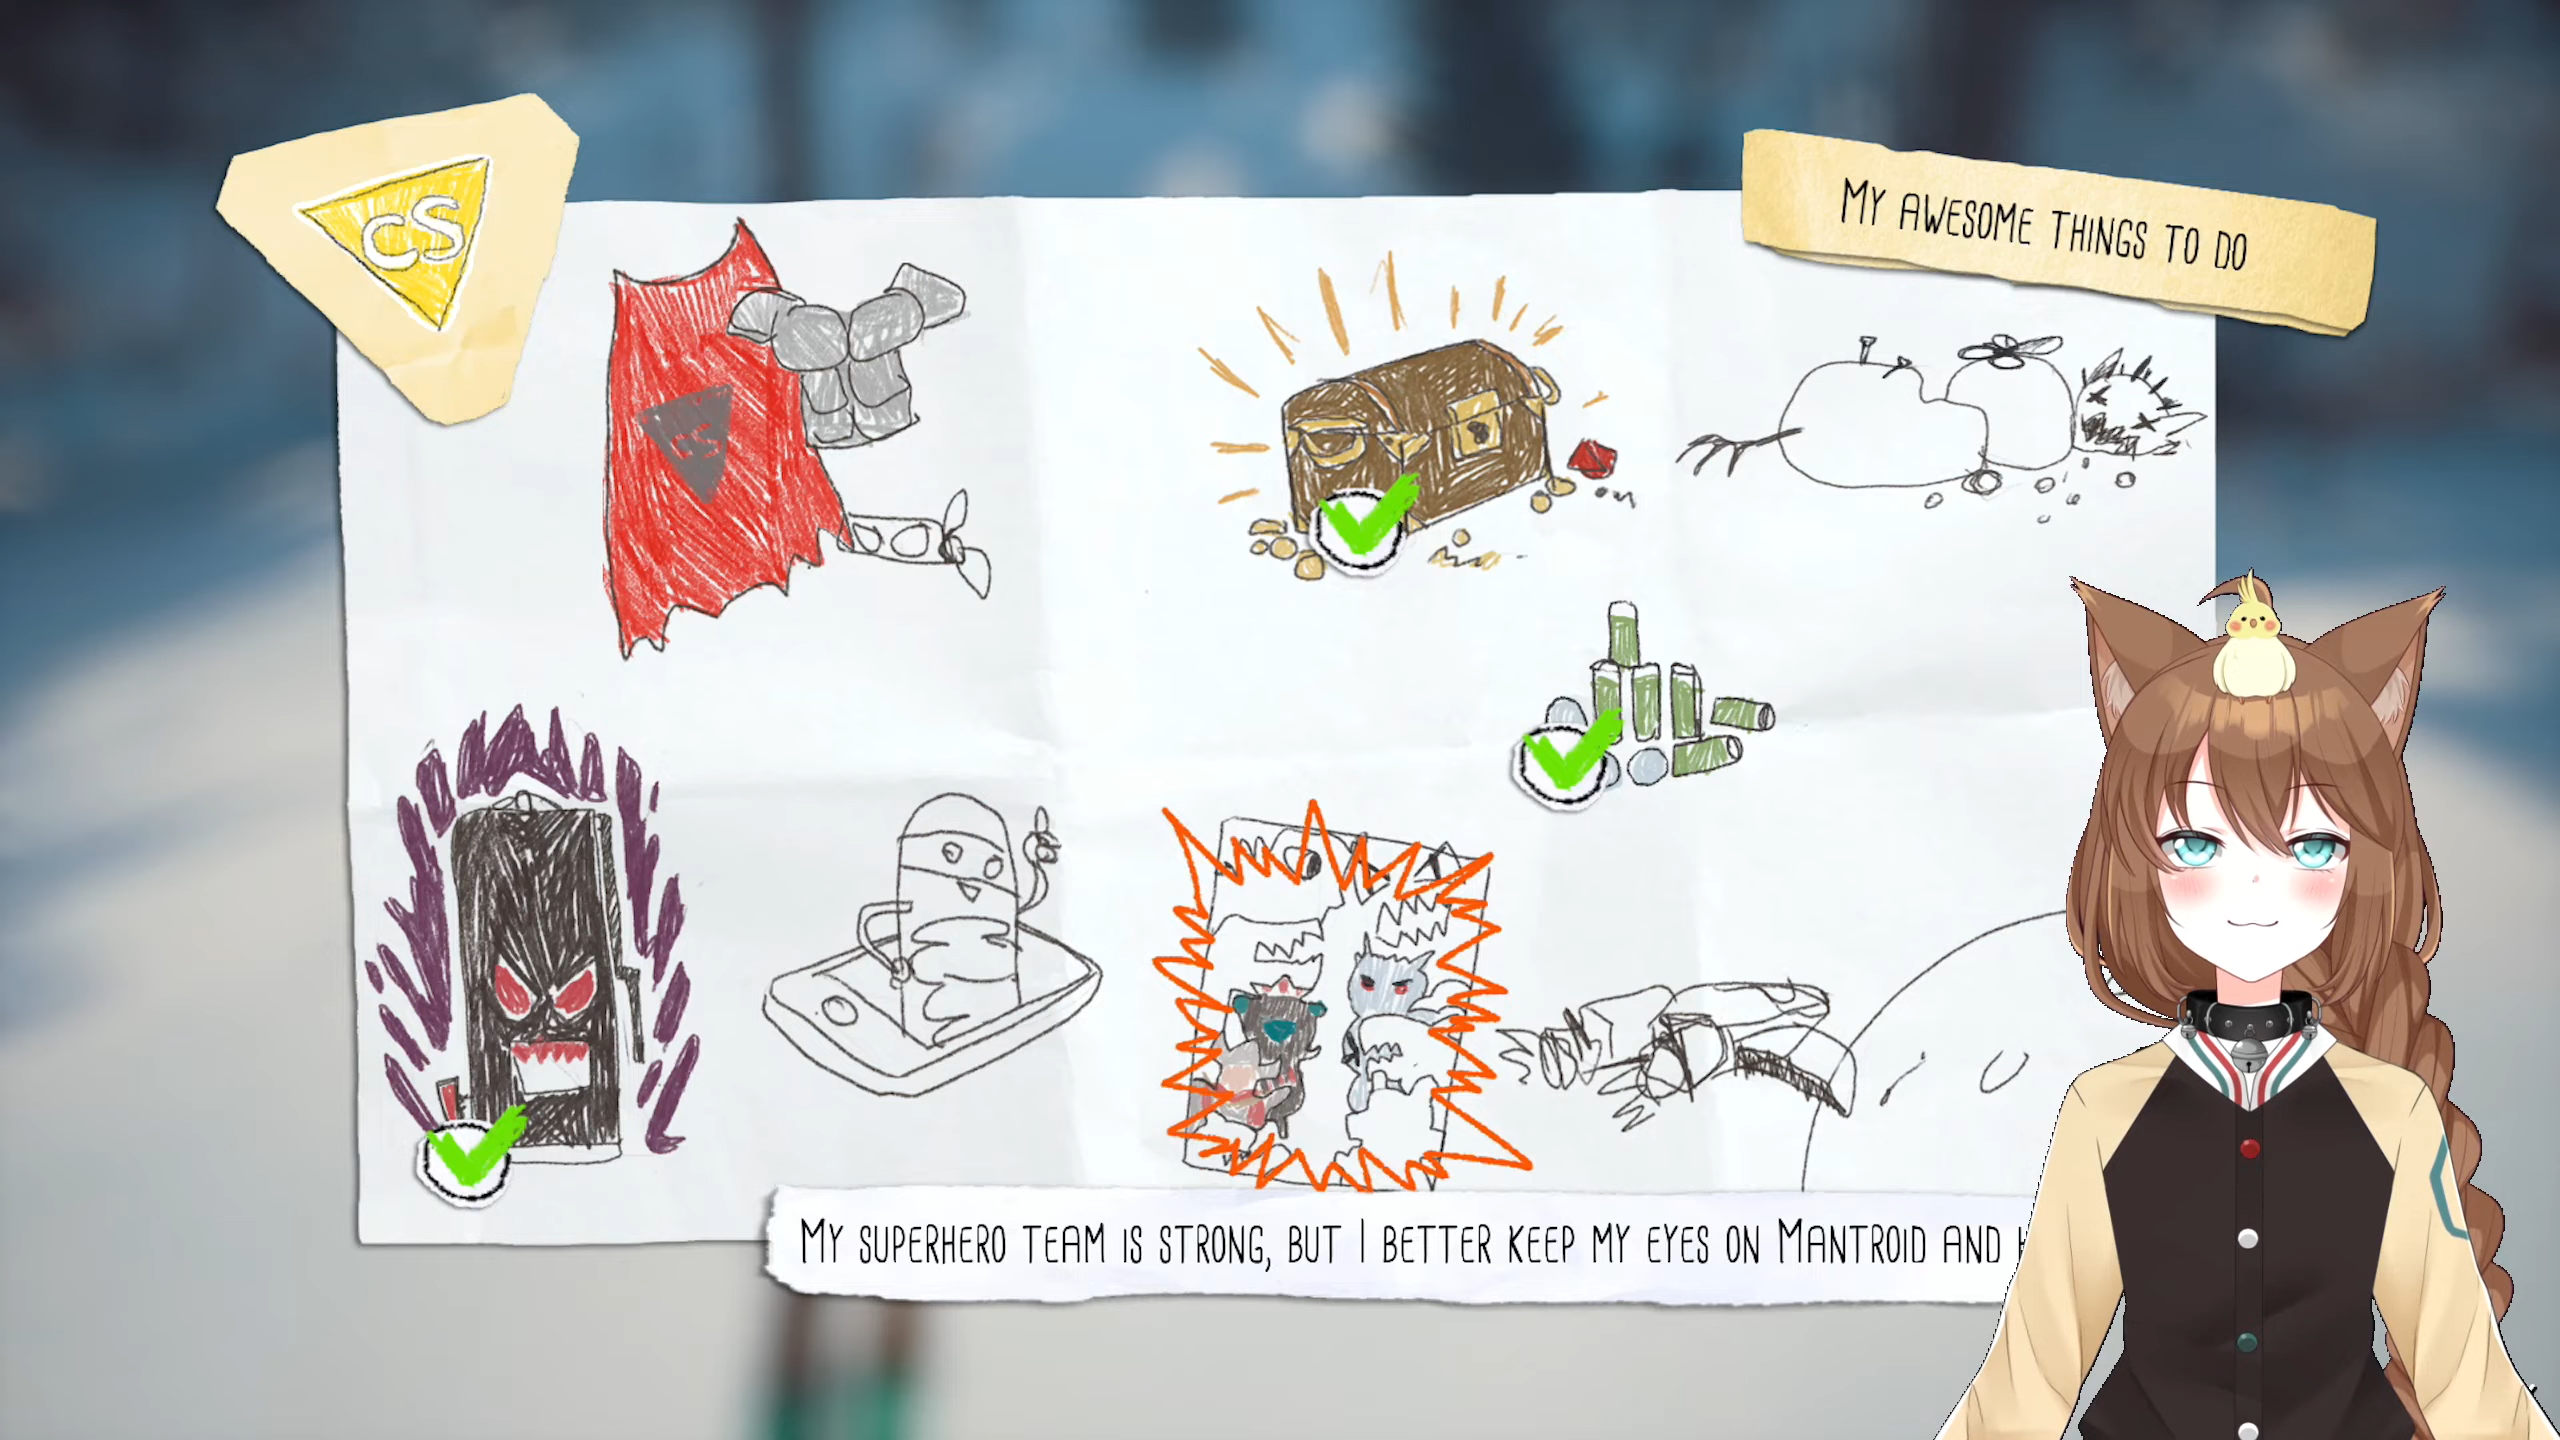 CS
MY AWESOME THINGS TO DO
CS
MY SUPERHERO TEAM IS STRONG, BUT I BETTER KEEP MY EYES ON MANTROID AND